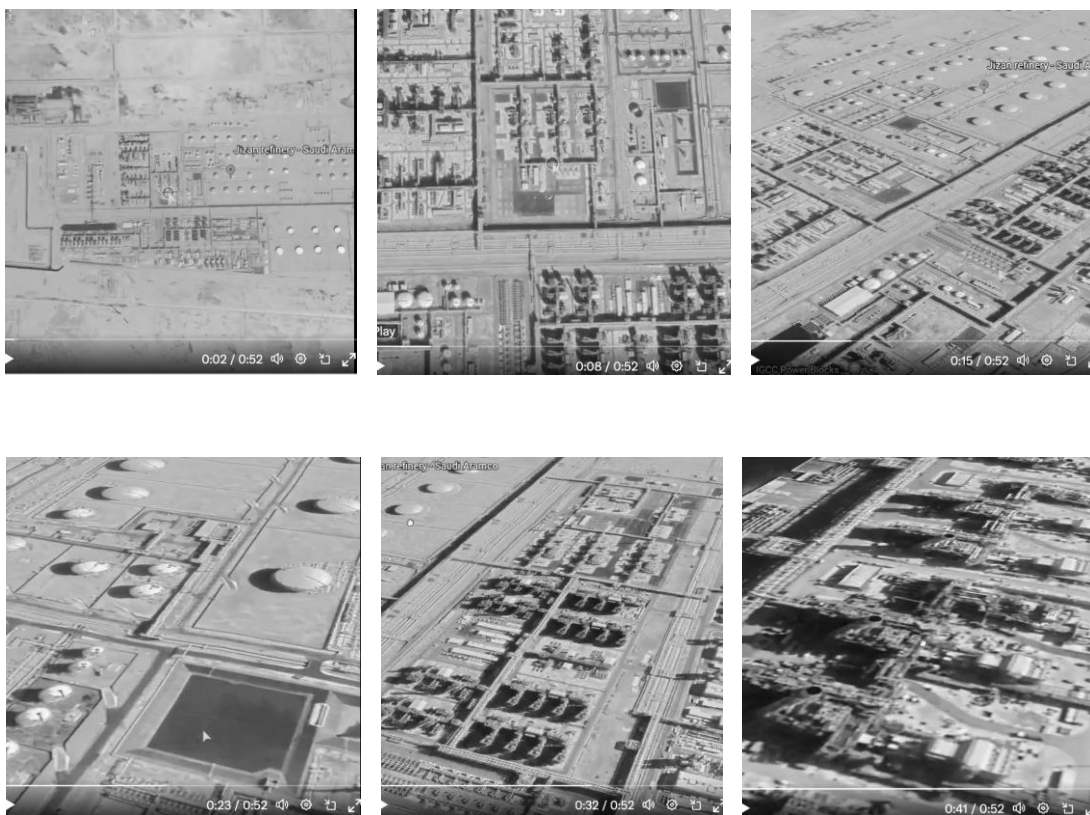 Jizan refinery - Saudi Aram
0:02 / 0:52
Play
0:08 / 0:52
Jizan refinery - Saudi A
IGCC Power Blocks
0:15 / 0:52
0:23 / 0:52
an refinery - Saudi Aramco
0:32 / 0:52
0:41 / 0:52